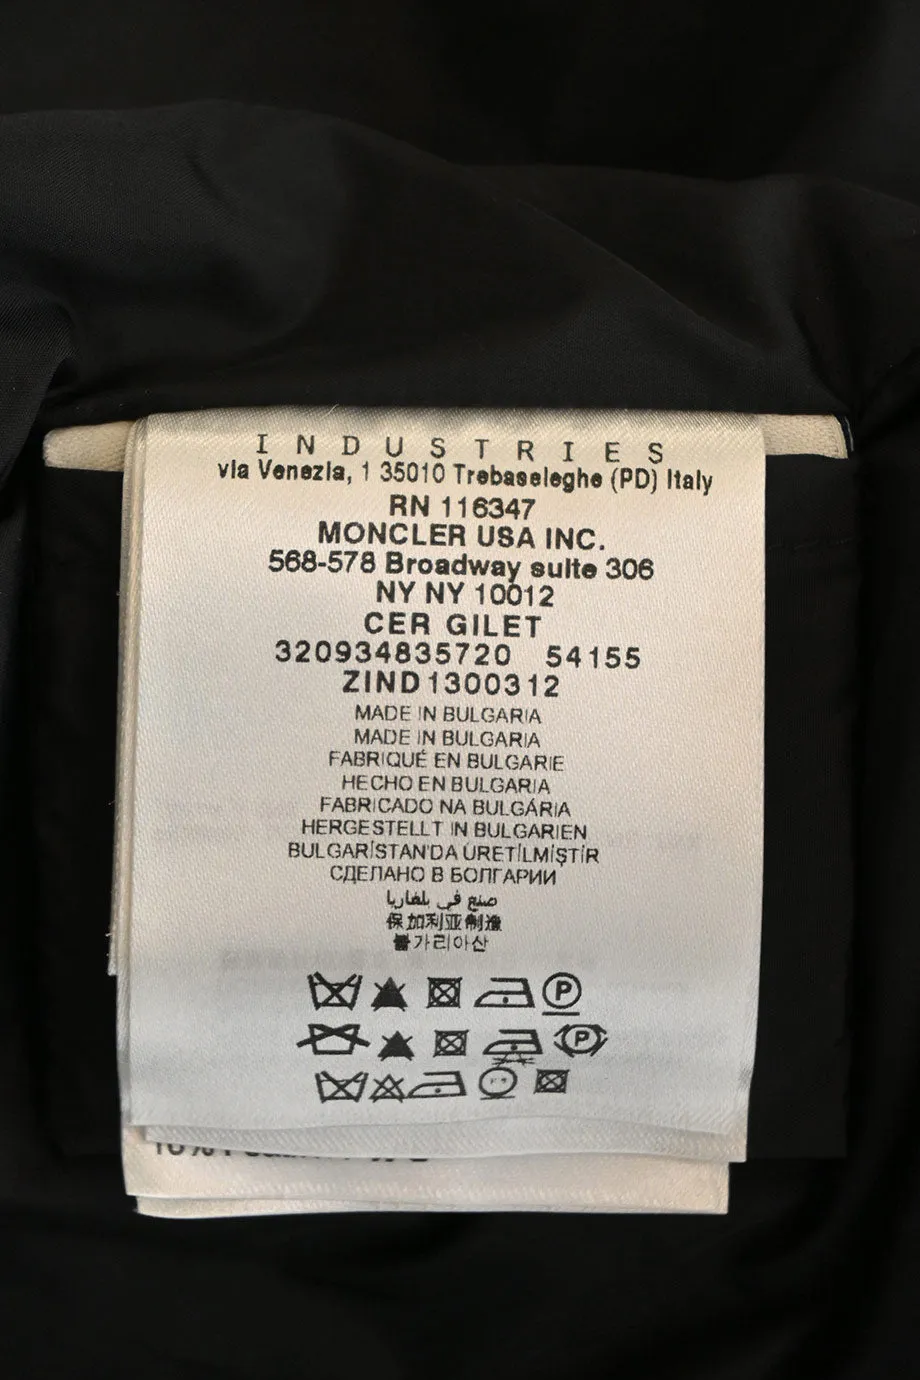 INDUSTRIES
via Venezia, 1 35010 Trebaseleghe (PD) Italy
RN 116347
MONCLER USA INC.
568-578 Broadway suite 306
NY NY 10012
CER GILET
320934835720 54155
ZIND1300312
MADE IN BULGARIA
MADE IN BULGARIA
FABRIQUÉ EN BULGARIE
HECHO EN BULGARIA
FABRICADO NA BULGÁRIA
HERGESTELLT IN BULGARIEN
BULGARİSTAN'DA ÜRETİLMİŞTİR
СДЕЛАНО В БОЛГАРИИ
صنع في بلغاريا
保加利亚制造
불가리아산
P
P